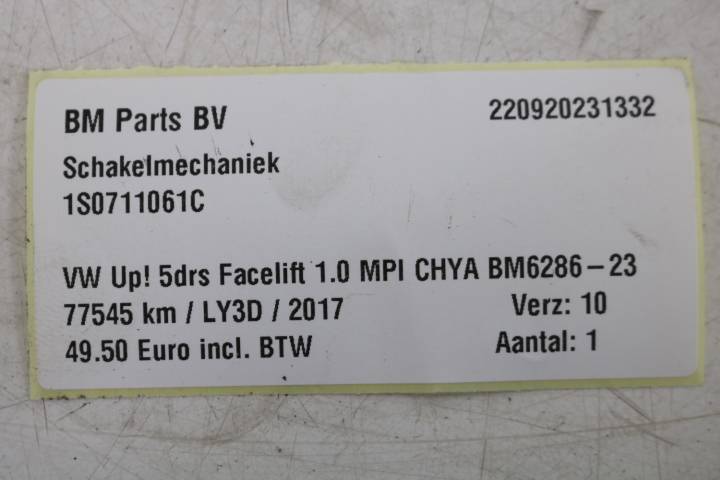 BM Parts BV 220920231332
Schakelmechaniek
1S0711061C
VW Up! 5drs Facelift 1.0 MPI CHYA BM6286-23
77545 km / LY3D / 2017 Verz: 10
49.50 Euro incl. BTW Aantal: 1